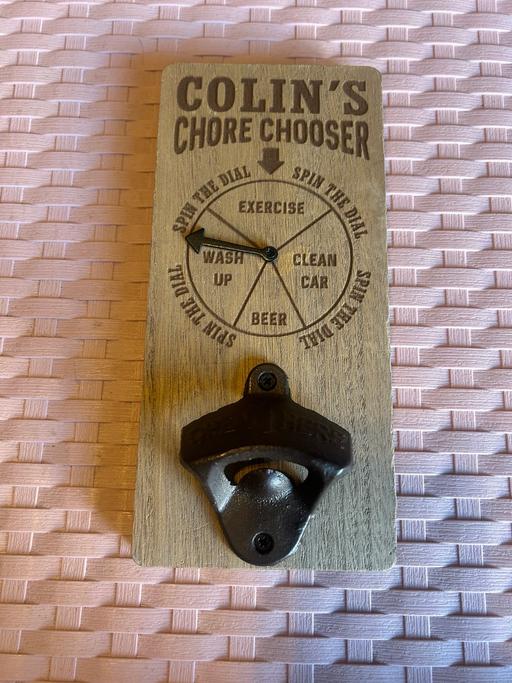 COLIN'S
CHORE CHOOSER
SPIN THE DIAL
SPIN THE DIAL
EXERCISE
WASH
UP
CLEAN
CAR
BEER
SPIN THE DIAL
SPIN THE DIAL